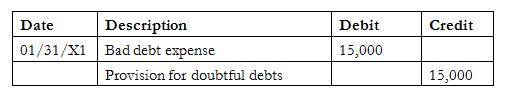 Date Description Debit Credit
01/31/X1 Bad debt expense 15,000
Provision for doubtful debts 15,000